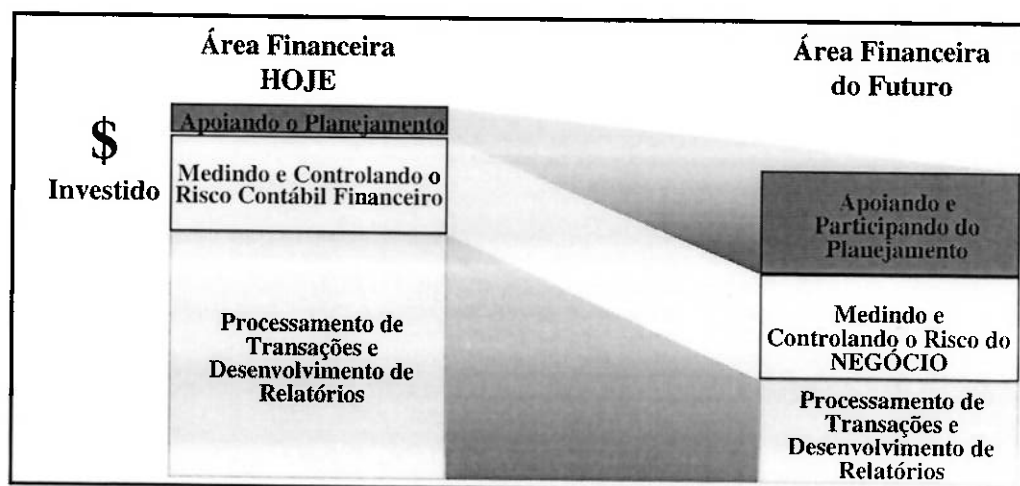 Área Financeira
HOJE
$
Investido
Apoiando o Planejamento
Medindo e Controlando o
Risco Contábil Financeiro
Processamento de
Transações e
Desenvolvimento de
Relatórios
Área Financeira
do Futuro
Apoiando e
Participando do
Planejamento
Medindo e
Controlando o Risco do
NEGÓCIO
Processamento de
Transações e
Desenvolvimento de
Relatórios